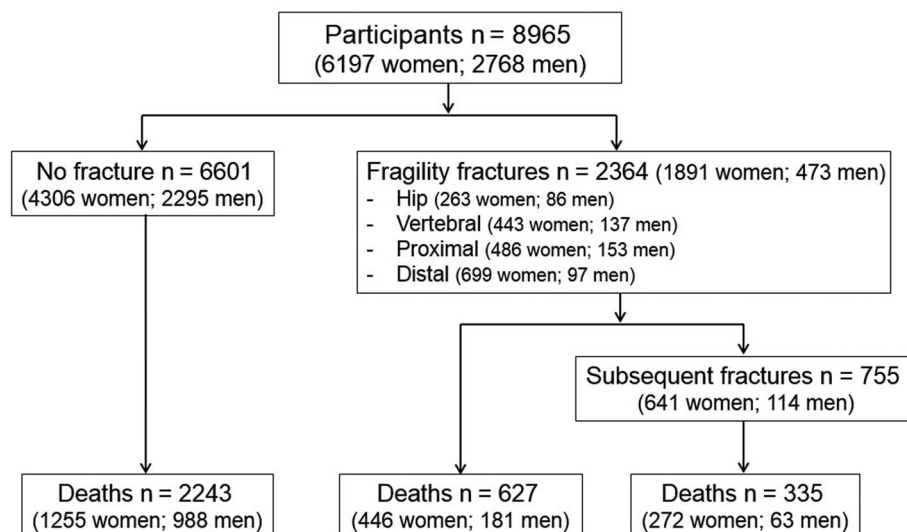 Participants n = 8965
(6197 women; 2768 men)
No fracture n = 6601
(4306 women; 2295 men)
Fragility fractures n = 2364 (1891 women; 473 men)
- Hip (263 women; 86 men)
- Vertebral (443 women; 137 men)
- Proximal (486 women; 153 men)
- Distal (699 women; 97 men)
Subsequent fractures n = 755
(641 women; 114 men)
Deaths n = 2243
(1255 women; 988 men)
Deaths n = 627
(446 women; 181 men)
Deaths n = 335
(272 women; 63 men)